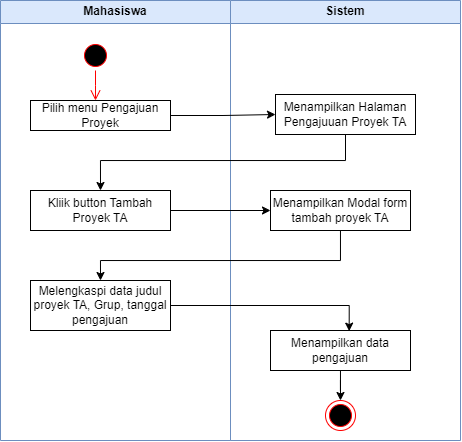 Mahasiswa
Sistem
Pilih menu Pengajuan
Proyek
Menampilkan Halaman
Pengajuuan Proyek TA
Kliik button Tambah
Proyek TA
Menampilkan Modal form
tambah proyek TA
Melengkaspi data judul
proyek TA, Grup, tanggal
pengajuan
Menampilkan data
pengajuan